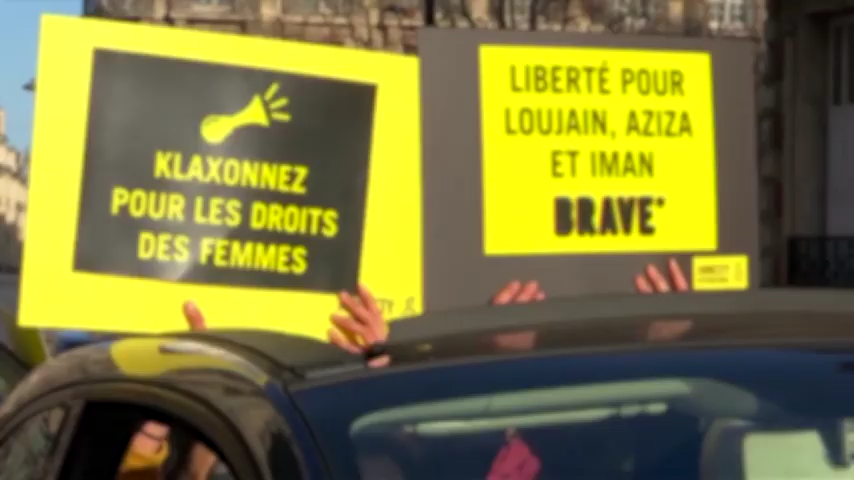 KLAXONNEZ
POUR LES DROITS
DES FEMMES
LIBERTÉ POUR
LOUJAIN, AZIZA
ET IMAN
BRAVE*